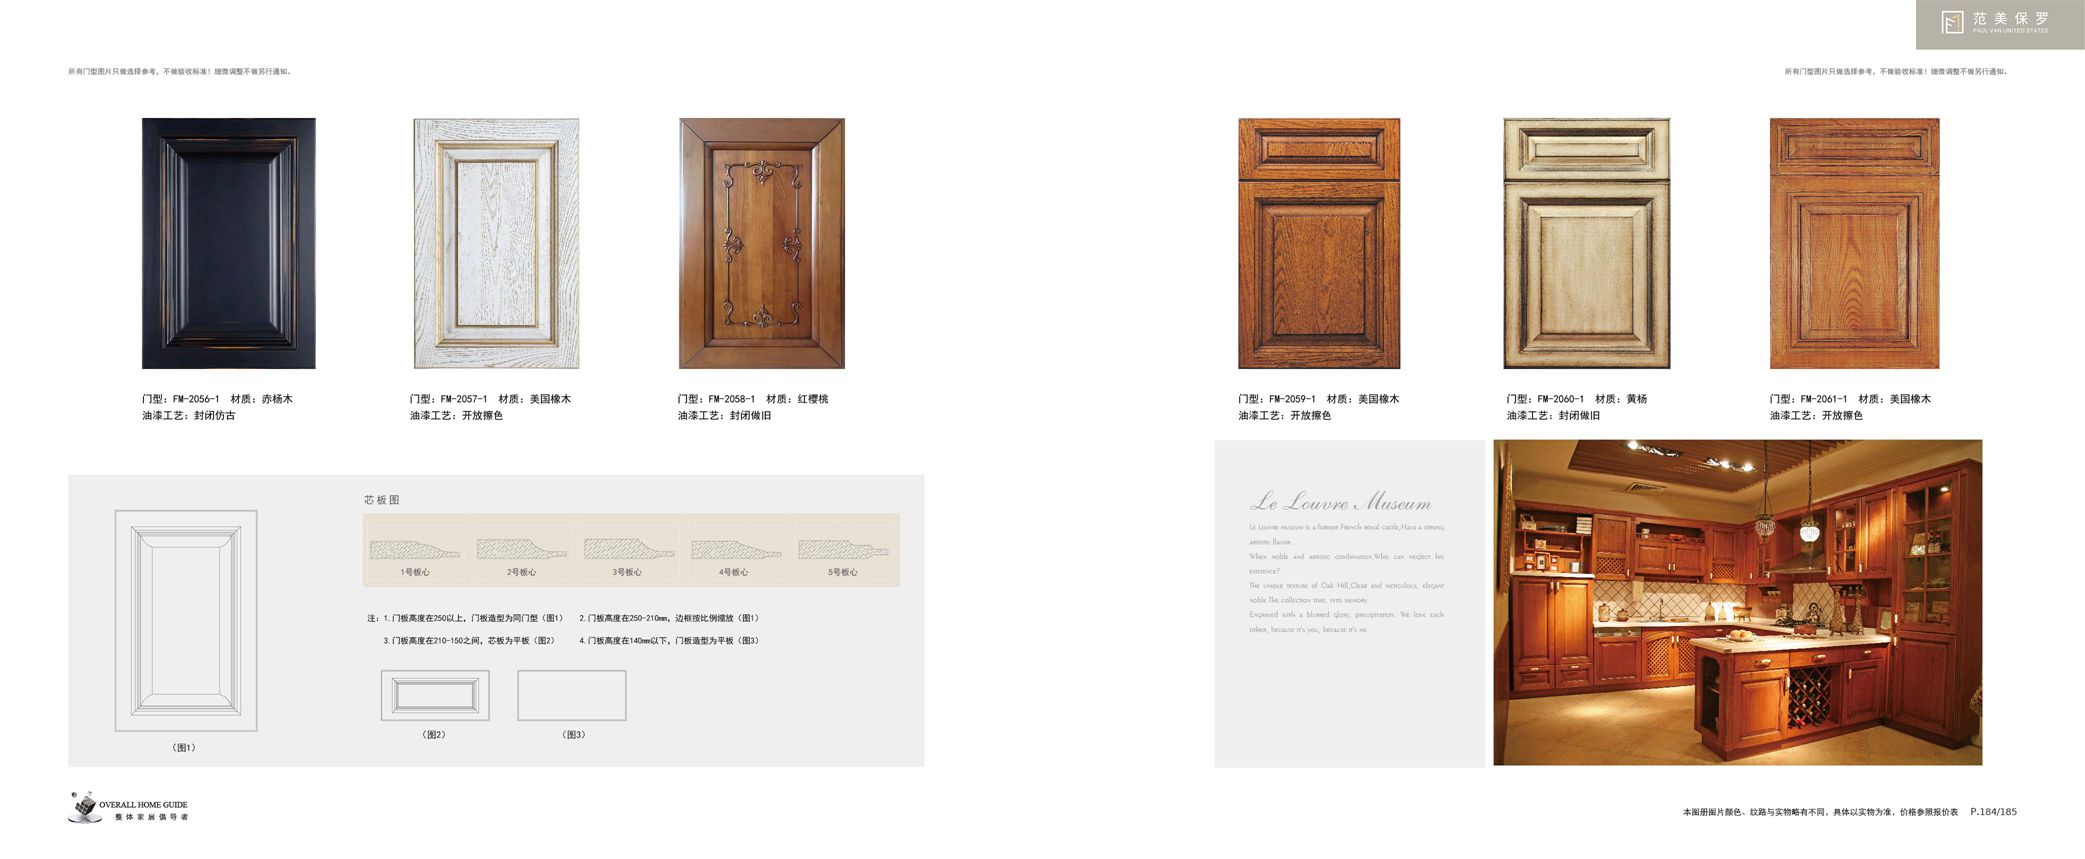 范美保罗
PAUL VAN UNITED STATES
所有门型图片只做选择参考，不做验收标准！细微调整不做另行通知。
所有门型图片只做选择参考，不做验收标准！细微调整不做另行通知。
门型：FM-2056-1 材质：赤杨木
油漆工艺：封闭仿古
门型：FM-2057-1 材质：美国橡木
油漆工艺：开放擦色
门型：FM-2058-1 材质：红樱桃
油漆工艺：封闭做旧
门型：FM-2059-1 材质：美国橡木
油漆工艺：开放擦色
门型：FM-2060-1 材质：黄杨
油漆工艺：封闭做旧
门型：FM-2061-1 材质：美国橡木
油漆工艺：开放擦色
芯板图
1号板心 2号板心 3号板心 4号板心 5号板心
注：1.门板高度在250以上，门板造型为同门型（图1） 2.门板高度在250-210mm，边框按比例缩放（图1）
3.门板高度在210-150之间，芯板为平板（图2） 4.门板高度在140mm以下，门板造型为平板（图3）
（图1）
（图2）
（图3）
Le Louvre Museum
Le Louvre museum is a former French royal castle,Have a strong
artistic flavor.
When noble and artistic combination,Who can neglect his
existence?
The unique texture of Oak Hill,Clear and meticulous, elegant
noble.The collection time, into memory.
Engraved with a blurred glory, precipitation. We love each
other, because it's you, because it's me.
OVERALL HOME GUIDE
整体家居倡导者
本图册图片颜色、纹路与实物略有不同，具体以实物为准，价格参照报价表 P.184/185